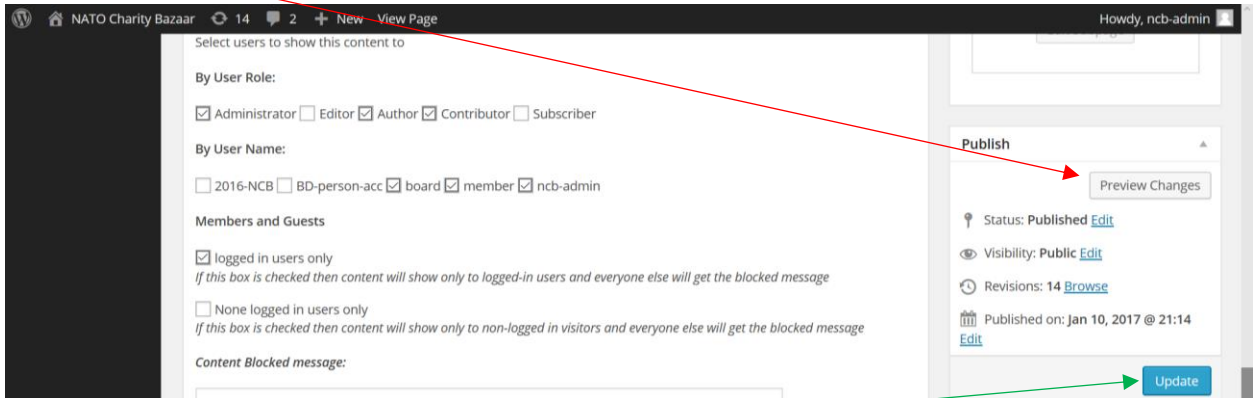 NATO Charity Bazaar 14 2 New View Page Howdy, ncb-admin
Select users to show this content to
By User Role:
Administrator Editor Author Contributor Subscriber
By User Name:
2016-NCB BD-person-acc board member ncb-admin
Members and Guests
logged in users only
If this box is checked then content will show only to logged-in users and everyone else will get the blocked message
None logged in users only
If this box is checked then content will show only to non-logged in visitors and everyone else will get the blocked message
Content Blocked message:
Publish
Preview Changes
Status: Published Edit
Visibility: Public Edit
Revisions: 14 Browse
Published on: Jan 10, 2017 @ 21:14
Edit
Update